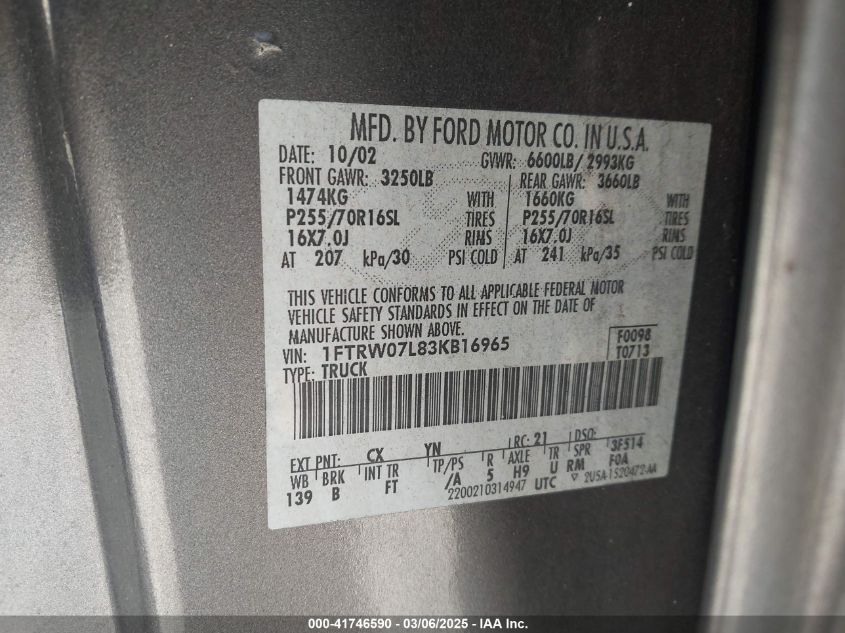 MFD. BY FORD MOTOR CO. IN U.S.A.
DATE: 10/02 GVWR: 6600LB/ 2993KG
FRONT GAWR: 3250LB REAR GAWR: 3660LB
1474KG WITH 1660KG WITH
P255/70R16SL TIRES P255/70R16SL TIRES
16X7.0J RIMS 16X7.0J RIMS
AT 207 kPa/30 PSI COLD AT 241 kPa/35 PSI COLD
THIS VEHICLE CONFORMS TO ALL APPLICABLE FEDERAL MOTOR
VEHICLE SAFETY STANDARDS IN EFFECT ON THE DATE OF
MANUFACTURE SHOWN ABOVE.
VIN: 1FTRW07L83KB16965 F0098
TYPE: TRUCK T0713
EXT PNT: CX YN RC: 21 DSO: 3F514
WB BRK INT TR TP/PS R AXLE TR SPR F0A
139 B FT /A 5 H9 U RM
2200210314947 UTC ▽ 2U5A-1520472-AA
000-41746590 - 03/06/2025 - IAA Inc.